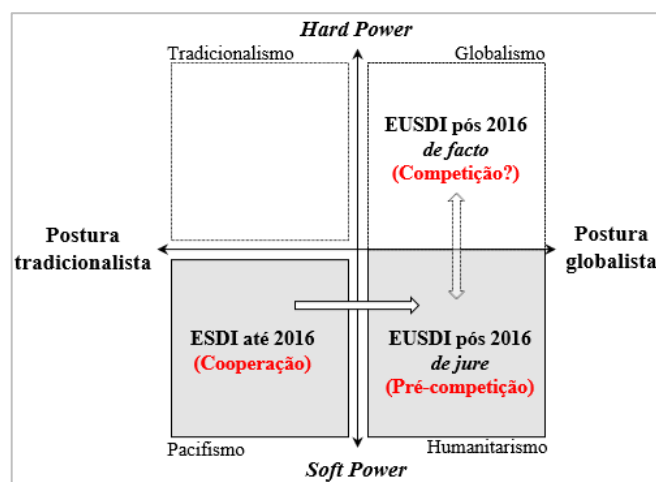 Hard Power
Tradicionalismo
Globalismo
EUSDI pós 2016
de facto
(Competição?)
Postura
tradicionalista
Postura
globalista
ESDI até 2016
(Cooperação)
EUSDI pós 2016
de jure
(Pré-competição)
Pacifismo
Humanitarismo
Soft Power